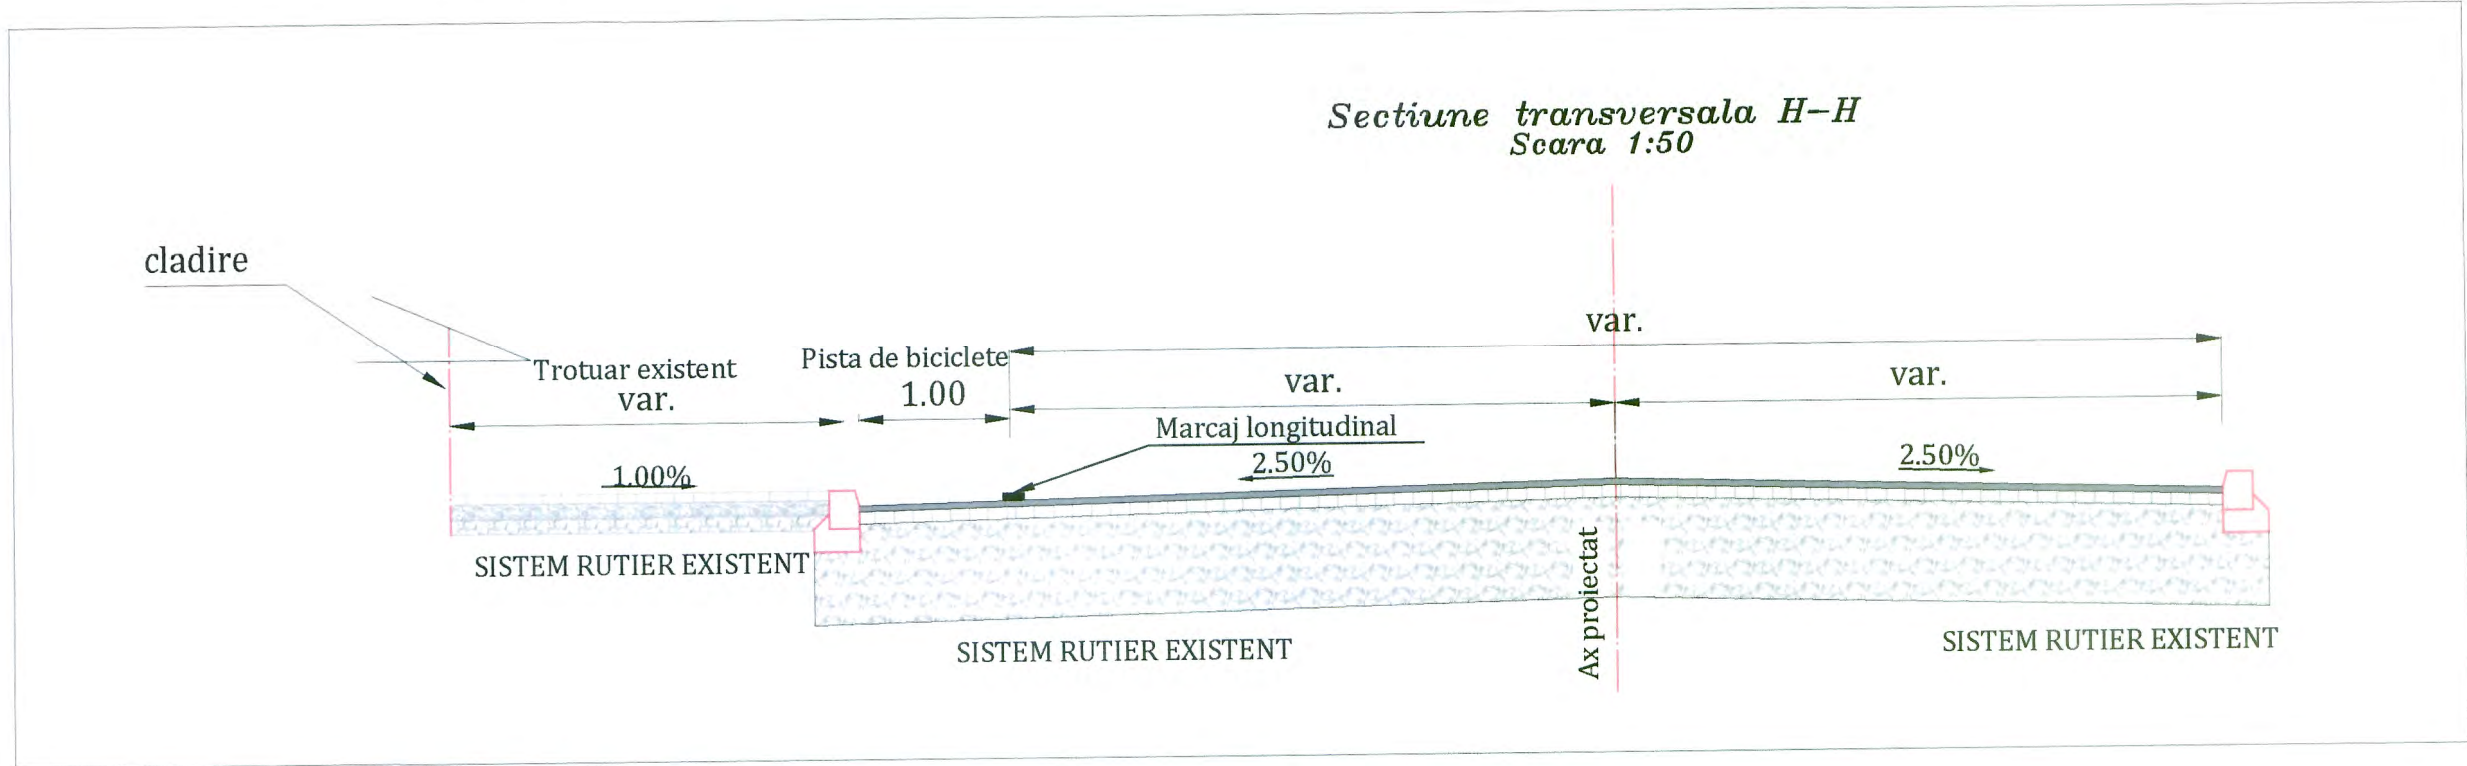 Sectiune transversala H-H
Scara 1:50
cladire
var.
Trotuar existent
var.
Pista de biciclete
1.00
var.
var.
Marcaj longitudinal
1.00%
2.50%
2.50%
SISTEM RUTIER EXISTENT
SISTEM RUTIER EXISTENT
Ax proiectat
SISTEM RUTIER EXISTENT